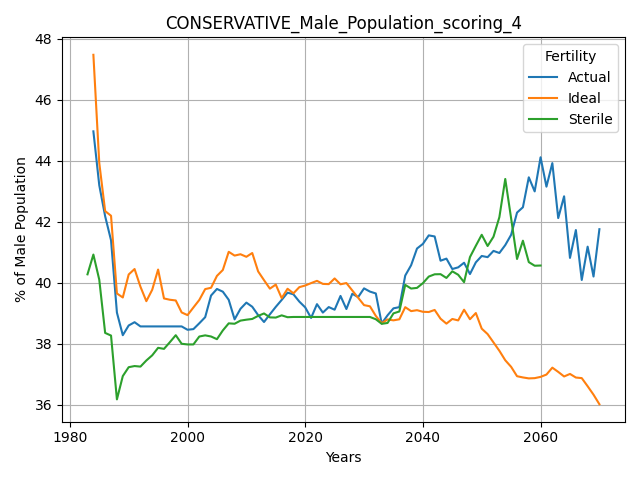 CONSERVATIVE_Male_Population_scoring_4
Fertility
Actual
Ideal
Sterile
% of Male Population
48
46
44
42
40
38
36
1980
2000
2020
2040
2060
Years